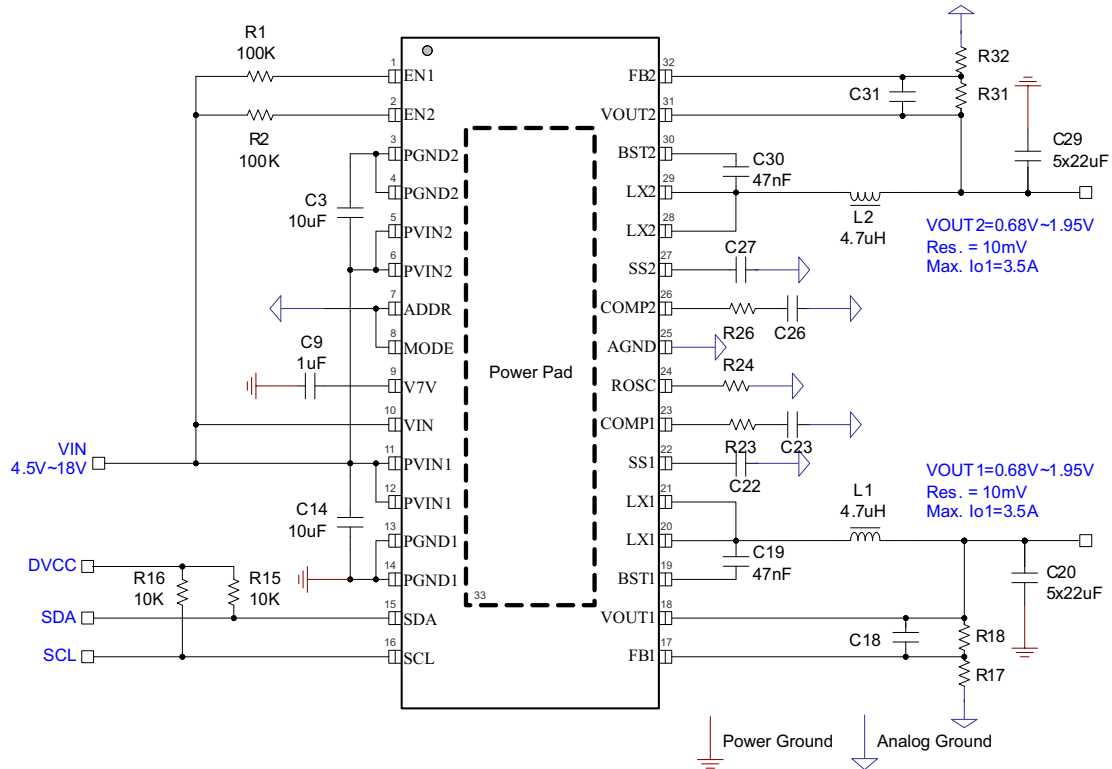 R1
100K
R2
100K
C3
10uF
C9
1uF
VIN
4.5V~18V
C14
10uF
DVCC
R16
10K
R15
10K
SDA
SCL
1
EN1
2
EN2
3
PGND2
4
PGND2
5
PVIN2
6
PVIN2
7
ADDR
8
MODE
9
V7V
10
VIN
11
PVIN1
12
PVIN1
13
PGND1
14
PGND1
15
SDA
16
SCL
Power Pad
33
32
FB2
31
VOUT2
30
BST2
29
LX2
28
LX2
27
SS2
26
COMP2
25
AGND
24
ROSC
23
COMP1
22
SS1
21
LX1
20
LX1
19
BST1
18
VOUT1
17
FB1
R32
C31
R31
C29
5x22uF
C30
47nF
L2
4.7uH
VOUT2=0.68V~1.95V
Res. = 10mV
Max. Io1=3.5A
C27
R26
C26
R24
R23
C23
C22
VOUT1=0.68V~1.95V
Res. = 10mV
Max. Io1=3.5A
L1
4.7uH
C19
47nF
C20
5x22uF
C18
R18
R17
Power Ground
Analog Ground